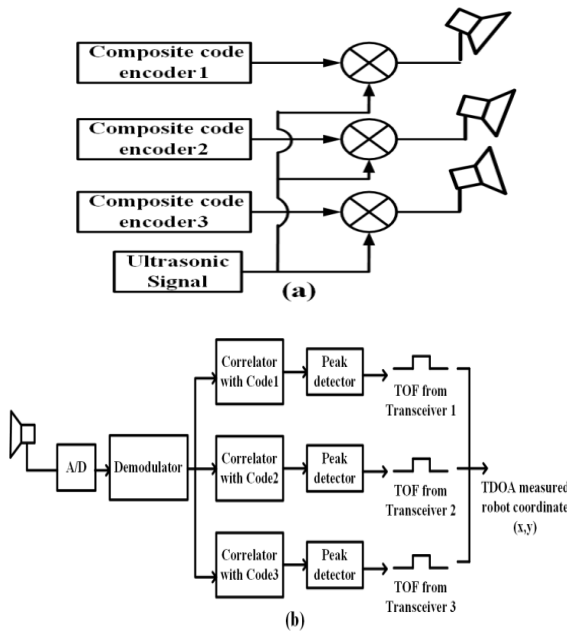 Composite code
encoder1
Composite code
encoder2
Composite code
encoder3
Ultrasonic
Signal
(a)
A/D
Demodulator
Correlator
with Code1
Peak
detector
TOF from
Transceiver 1
Correlator
with Code2
Peak
detector
TOF from
Transceiver 2
TDOA measured
robot coordinate
(x,y)
Correlator
with Code3
Peak
detector
TOF from
Transceiver 3
(b)